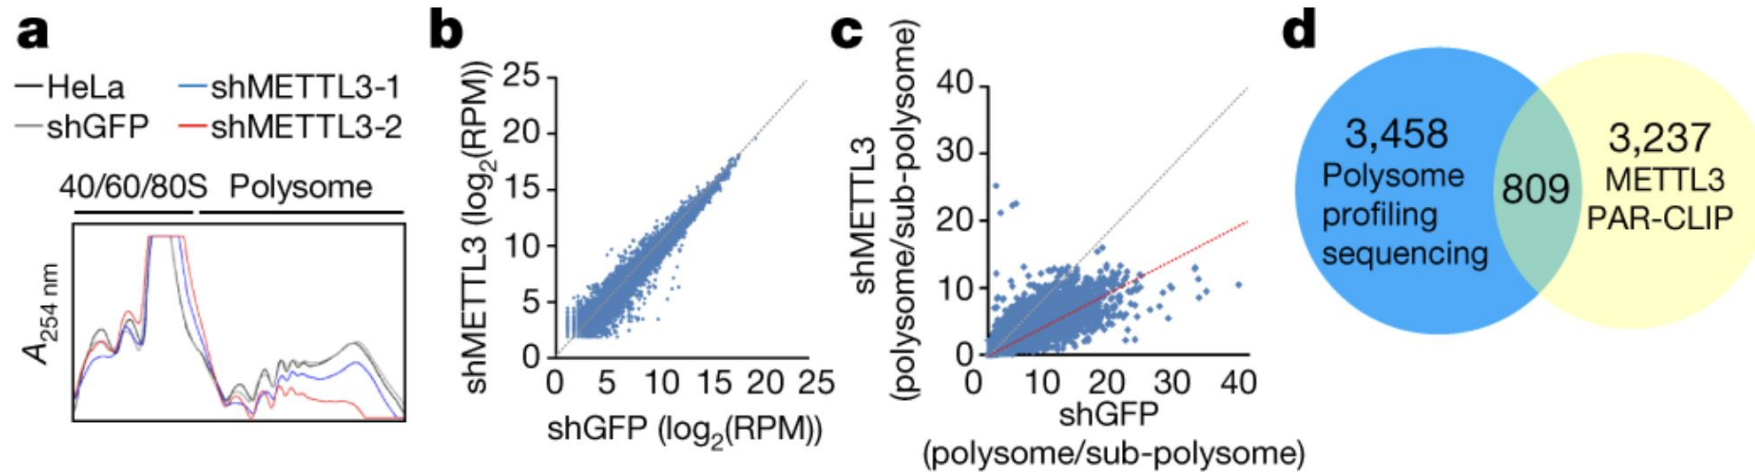 a
HeLa
shMETTL3-1
shGFP
shMETTL3-2
40/60/80S
Polysome
A254 nm
b
shMETTL3 (log2(RPM))
25
20
15
10
5
0
0 5 10 15 20 25
shGFP (log2(RPM))
c
shMETTL3
(polysome/sub-polysome)
40
30
20
10
0
0 10 20 30 40
shGFP
(polysome/sub-polysome)
d
3,458
Polysome
profiling
sequencing
809
3,237
METTL3
PAR-CLIP